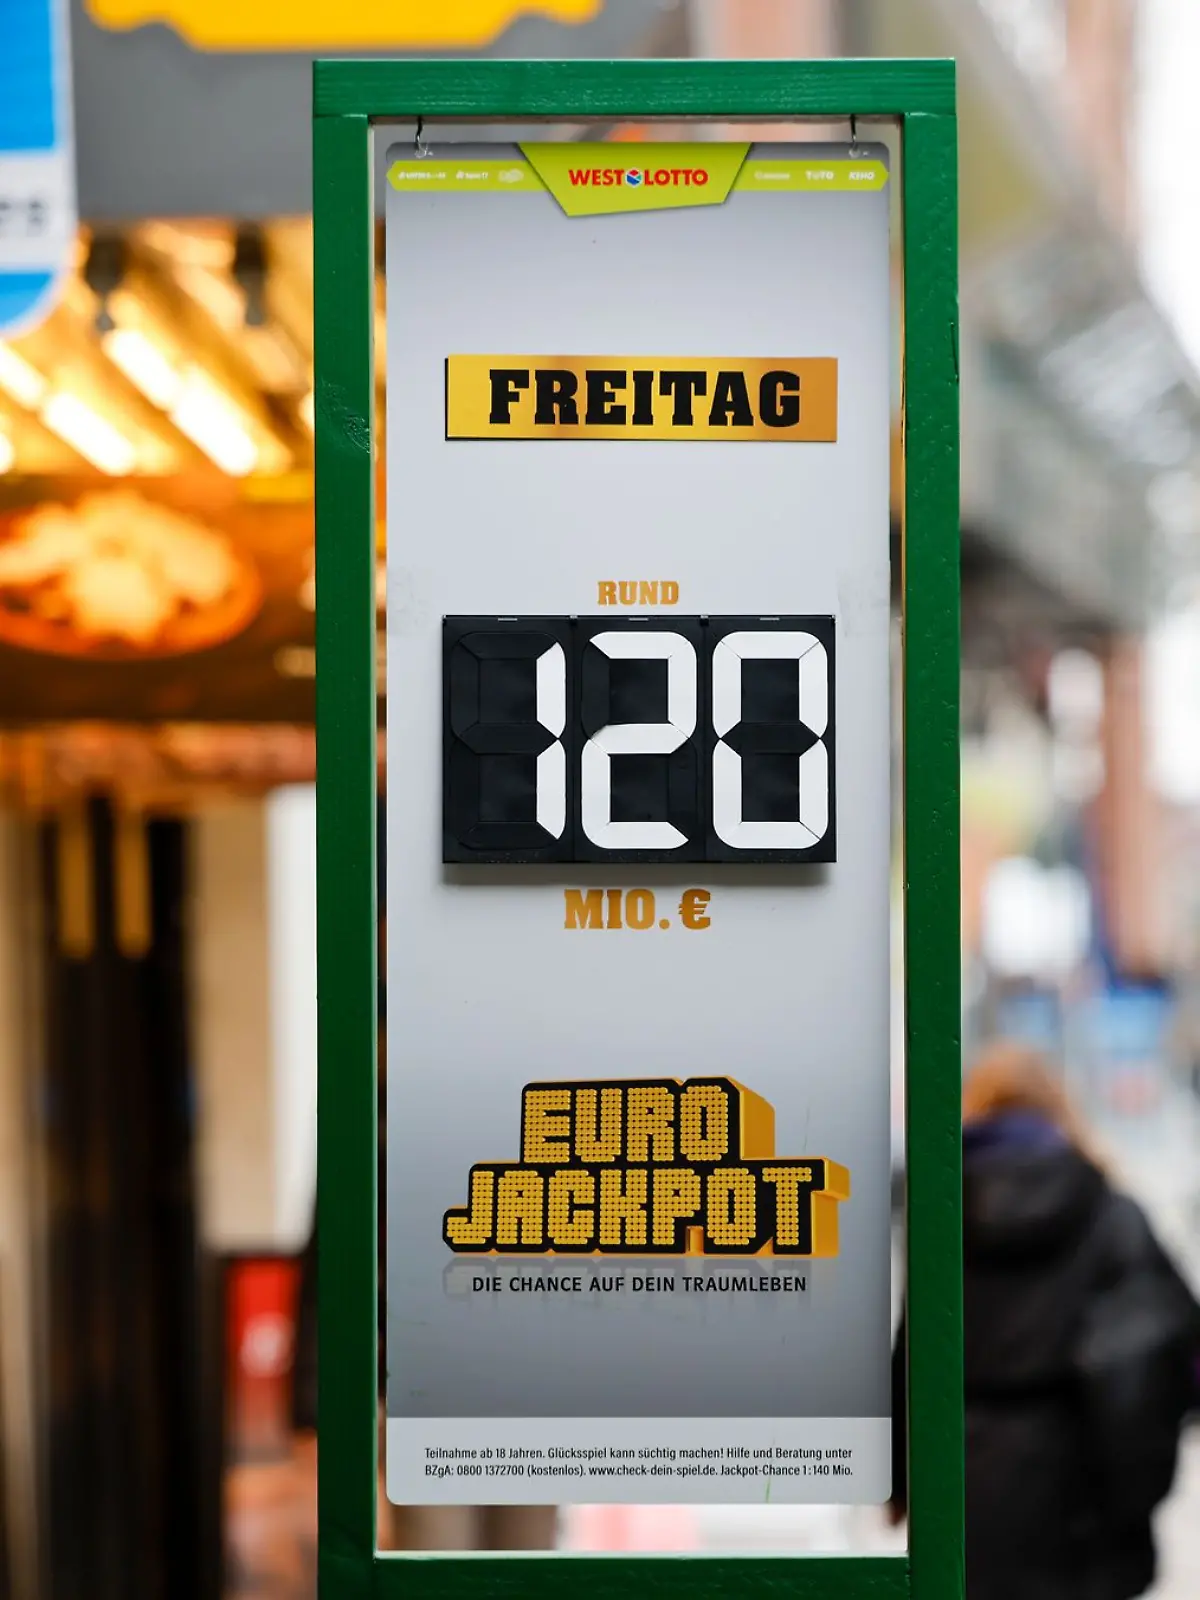 WEST LOTTO
TOTO KENO
FREITAG
RUND
120
MIO. €
EURO
JACKPOT
DIE CHANCE AUF DEIN TRAUMLEBEN
Teilnahme ab 18 Jahren. Glücksspiel kann süchtig machen! Hilfe und Beratung unter
BZgA: 0800 1372700 (kostenlos). www.check-dein-spiel.de. Jackpot-Chance 1:140 Mio.